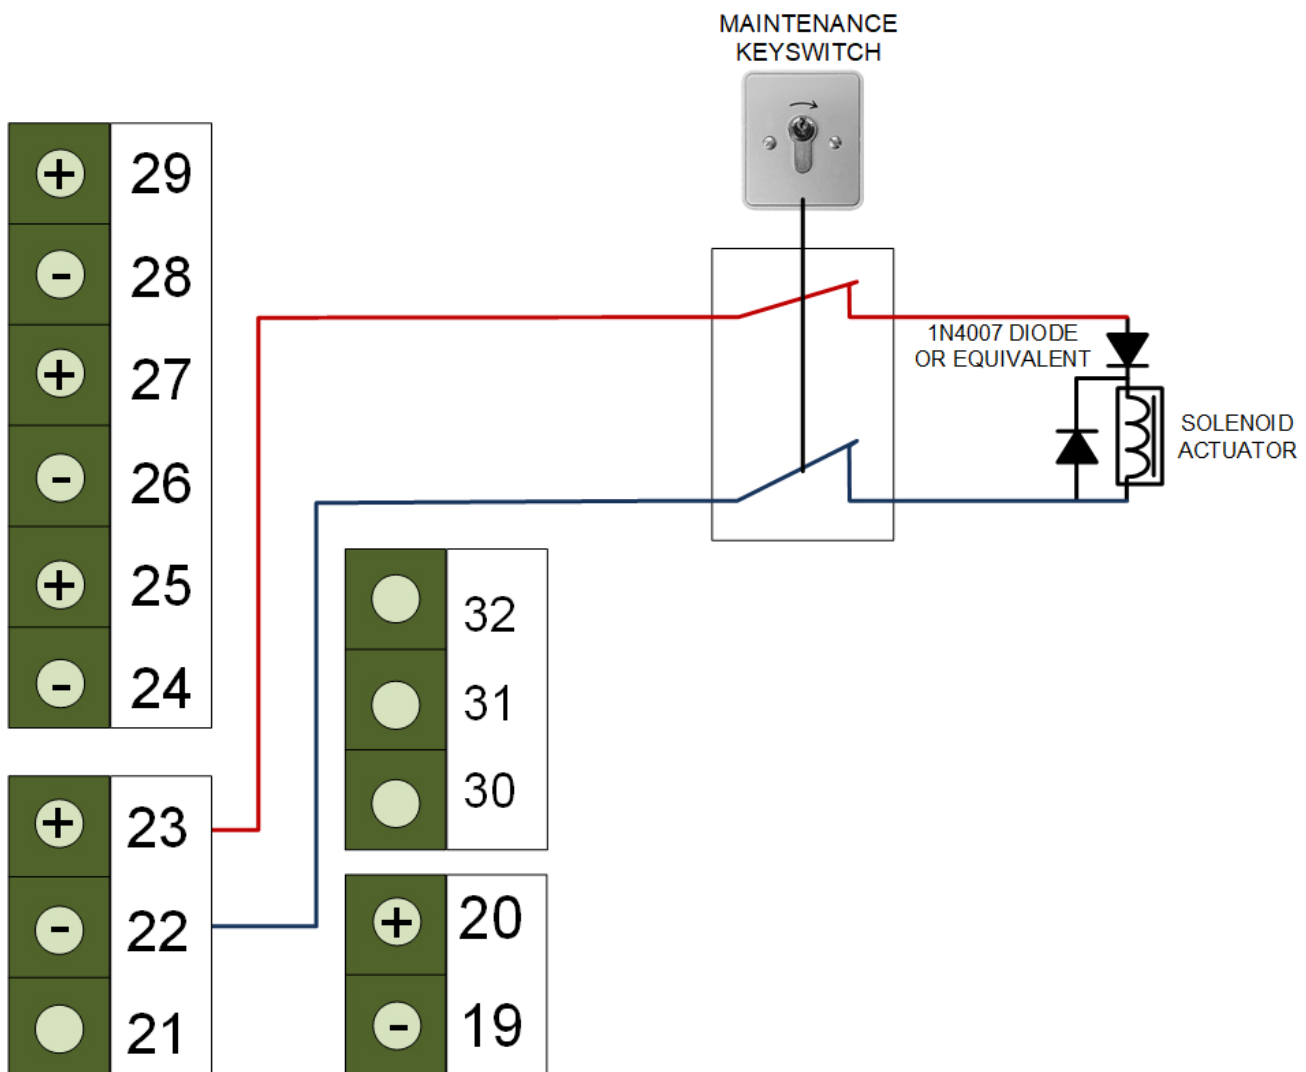 MAINTENANCE
KEYSWITCH
+ 29
- 28
+ 27
- 26
+ 25
- 24
1N4007 DIODE
OR EQUIVALENT
SOLENOID
ACTUATOR
32
31
30
+ 23
- 22
21
+ 20
- 19